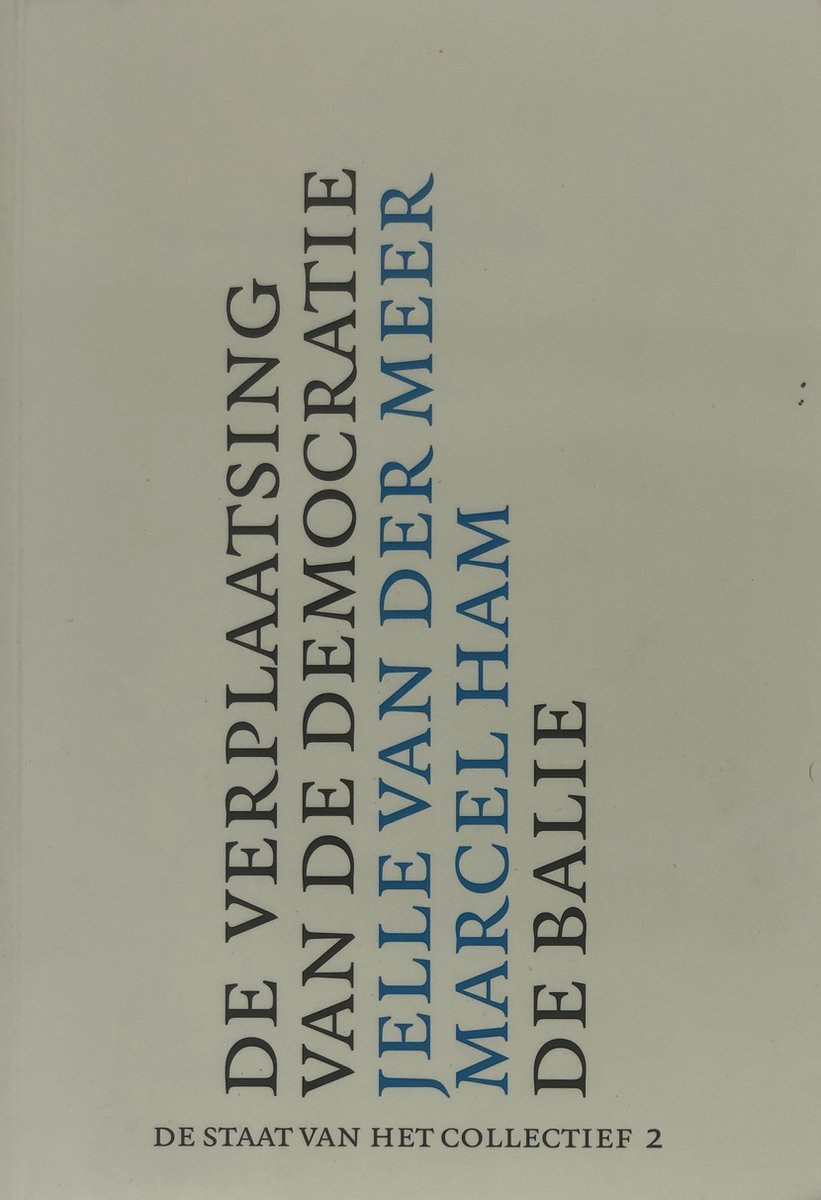 DE VERPLAATSING
VAN DE DEMOCRATIE
JELLE VAN DER MEER
MARCEL HAM
DE BALIE
DE STAAT VAN HET COLLECTIEF 2